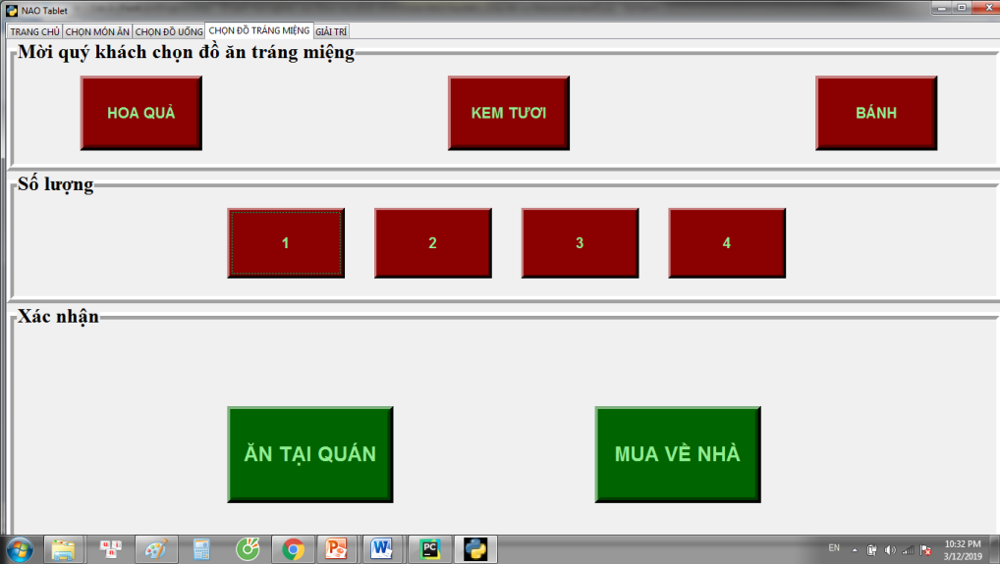 NAO Tablet
TRANG CHỦ CHỌN MÓN ĂN CHỌN ĐỒ UỐNG CHỌN ĐỒ TRÁNG MIỆNG GIẢI TRÍ
Mời quý khách chọn đồ ăn tráng miệng
HOA QUẢ KEM TƯƠI BÁNH
Số lượng
1 2 3 4
Xác nhận
ĂN TẠI QUÁN MUA VỀ NHÀ
EN 10:32 PM
3/12/2019